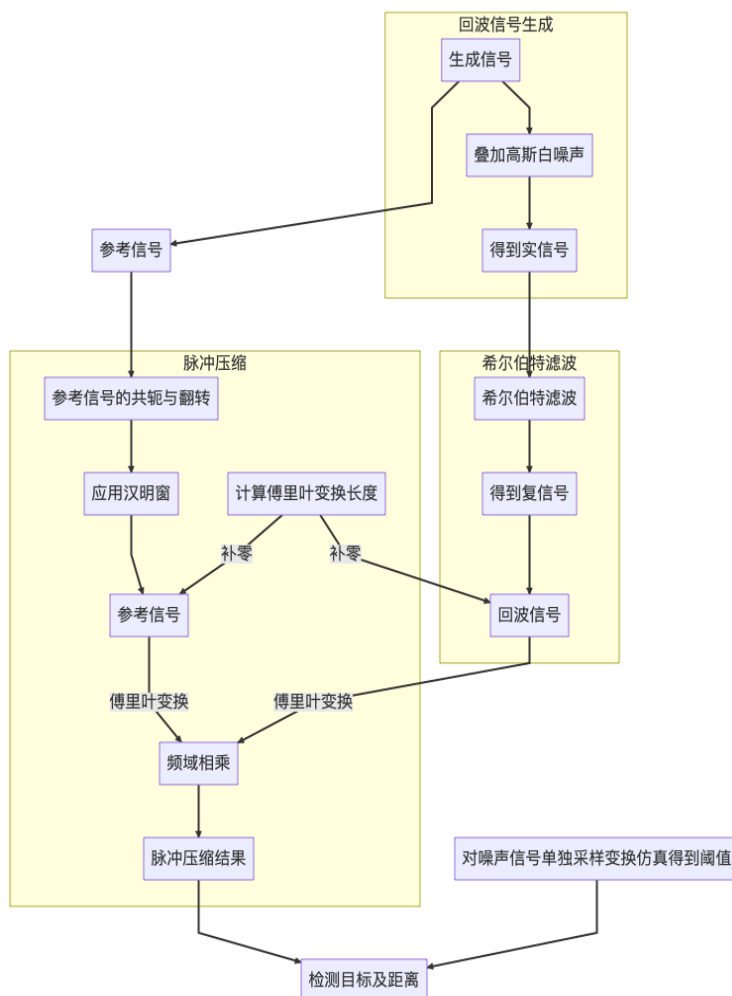 回波信号生成
生成信号
叠加高斯白噪声
参考信号
得到实信号
脉冲压缩
希尔伯特滤波
参考信号的共轭与翻转
希尔伯特滤波
应用汉明窗
计算傅里叶变换长度
得到复信号
补零
补零
参考信号
回波信号
傅里叶变换
傅里叶变换
频域相乘
脉冲压缩结果
对噪声信号单独采样变换仿真得到阈值
检测目标及距离